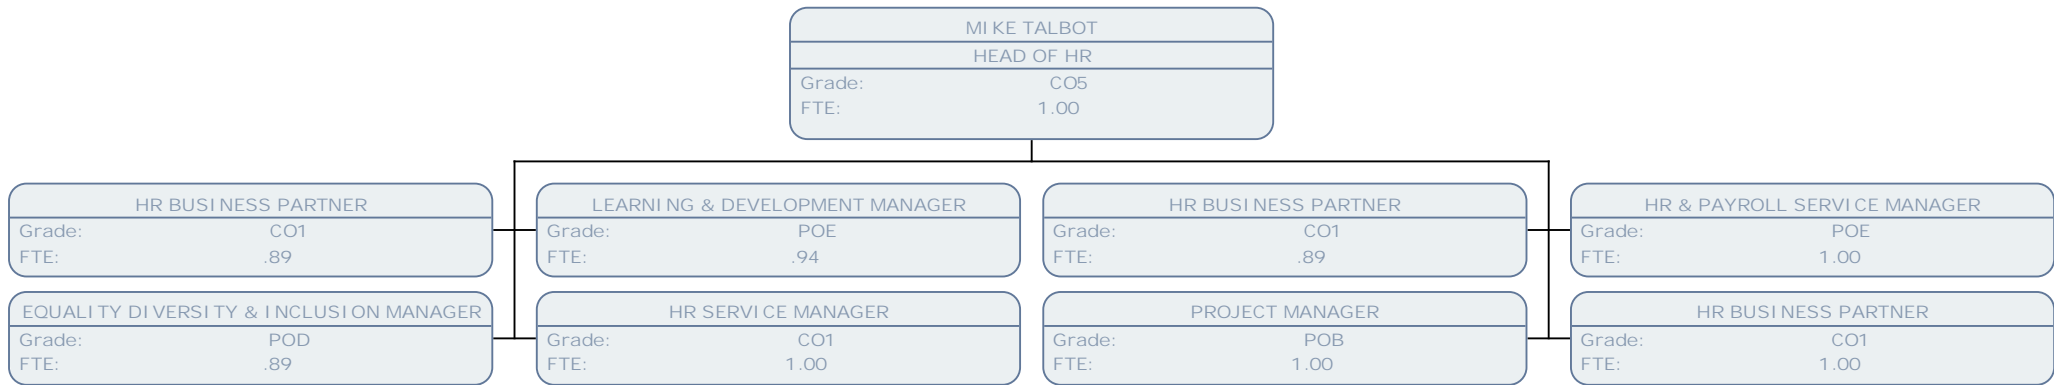 MIKE TALBOT
HEAD OF HR
Grade: CO5
FTE: 1.00
HR BUSINESS PARTNER
Grade: CO1
FTE: .89
LEARNING & DEVELOPMENT MANAGER
Grade: POE
FTE: .94
HR BUSINESS PARTNER
Grade: CO1
FTE: .89
HR & PAYROLL SERVICE MANAGER
Grade: POE
FTE: 1.00
EQUALITY DIVERSITY & INCLUSION MANAGER
Grade: POD
FTE: .89
HR SERVICE MANAGER
Grade: CO1
FTE: 1.00
PROJECT MANAGER
Grade: POB
FTE: 1.00
HR BUSINESS PARTNER
Grade: CO1
FTE: 1.00